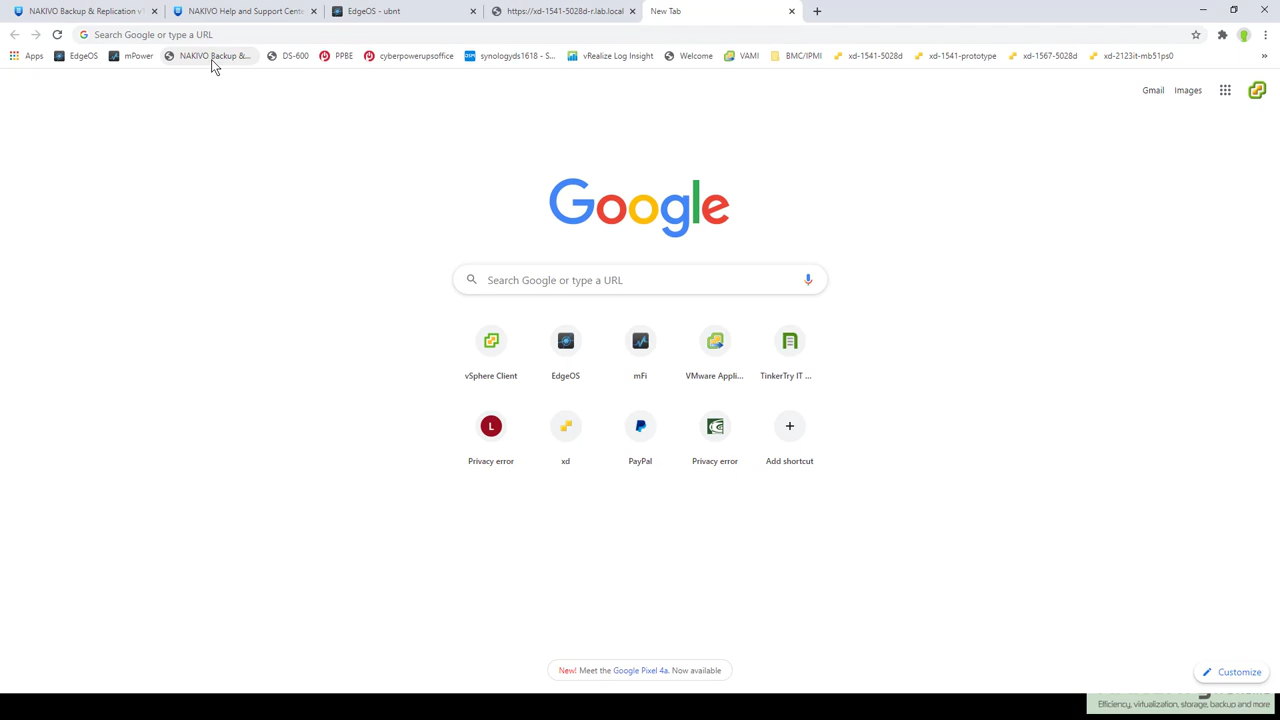 NAKIVO Backup & Replication v1
NAKIVO Help and Support Cente
EdgeOS - ubnt
https://xd-1541-5028d-r.lab.local
New Tab
Search Google or type a URL
Apps
EdgeOS
mPower
NAKIVO Backup &...
DS-600
PPBE
cyberpowerupsoffice
synologyds1618 - S...
vRealize Log Insight
Welcome
VAMI
BMC/IPMI
xd-1541-5028d
xd-1541-prototype
xd-1567-5028d
xd-2123it-mb51ps0
»
Gmail
Images
Google
Search Google or type a URL
vSphere Client
EdgeOS
mFi
VMware Appli...
TinkerTry IT ...
L
Privacy error
xd
PayPal
Privacy error
Add shortcut
New! Meet the Google Pixel 4a. Now available
Customize
Efficiency, virtualization, storage, backup and more